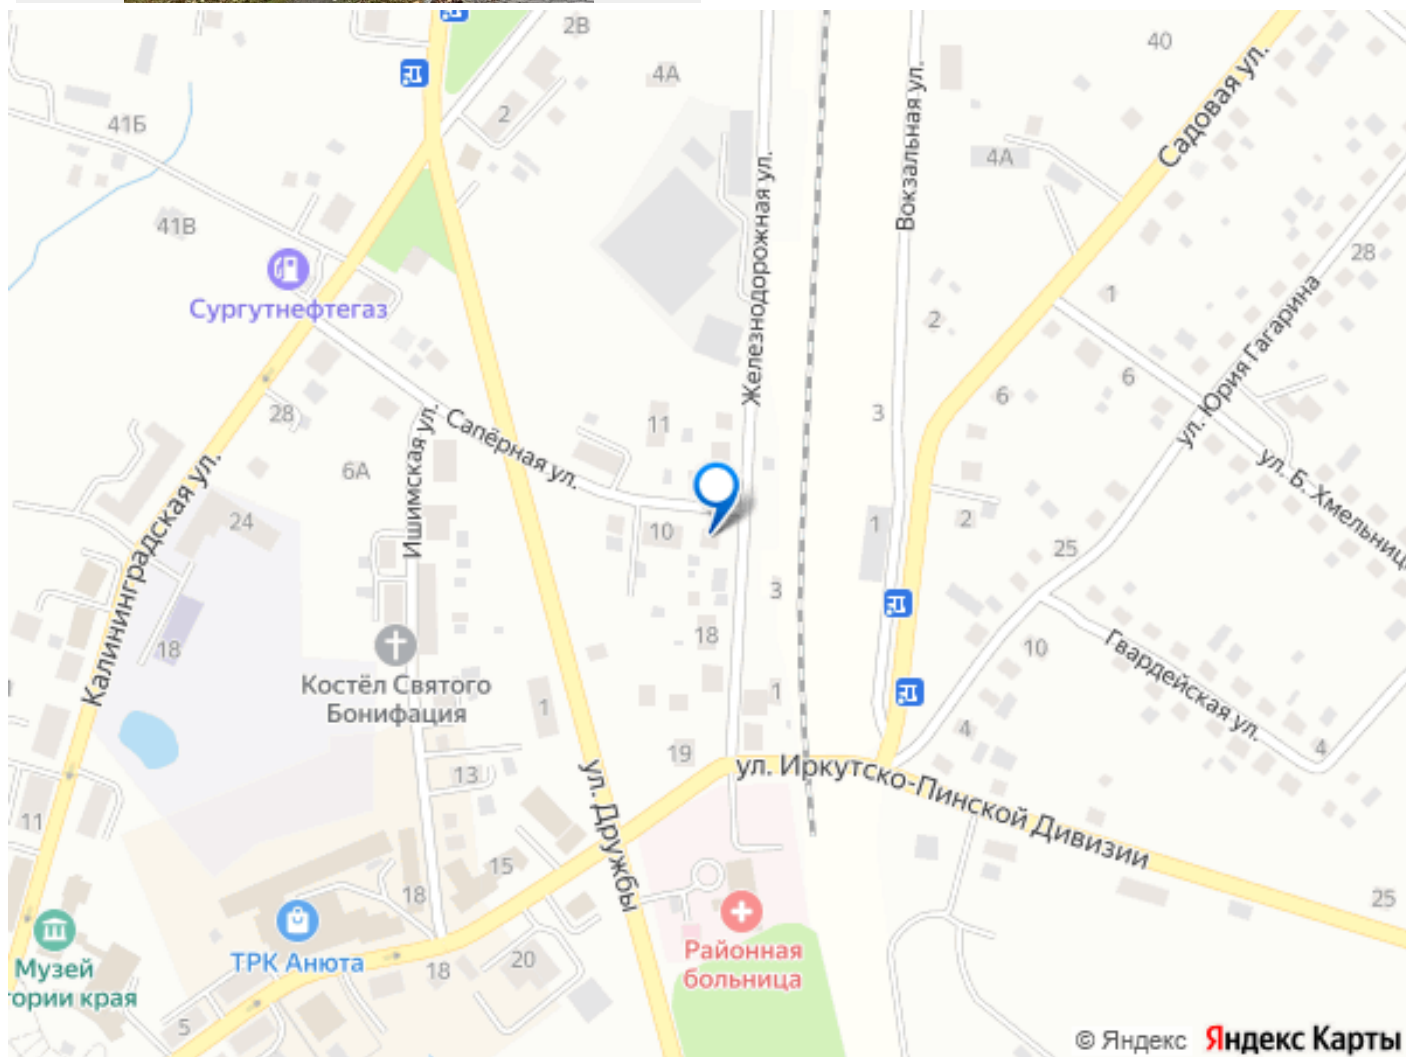 2В
40
4А
Садовая ул.
2
41Б
Железнодорожная ул.
Вокзальная ул.
4А
41В
28
Сургутнефтегаз
1
2
ул. Юрия Гагарина
6
6
28
Ишимская ул.
Сапёрная ул.
11
3
6А
ул. Б. Хмельниц
Калининградская ул.
24
10
1
2
25
3
18
18
10
Гвардейская ул.
Костёл Святого
Бонифация
1
1
4
4
19
13
ул. Иркутско-Пинской Дивизии
ул. Дружбы
11
15
18
25
ТРК Анюта
18
20
Районная
больница
Музей
ории края
5
© Яндекс Яндекс Карты